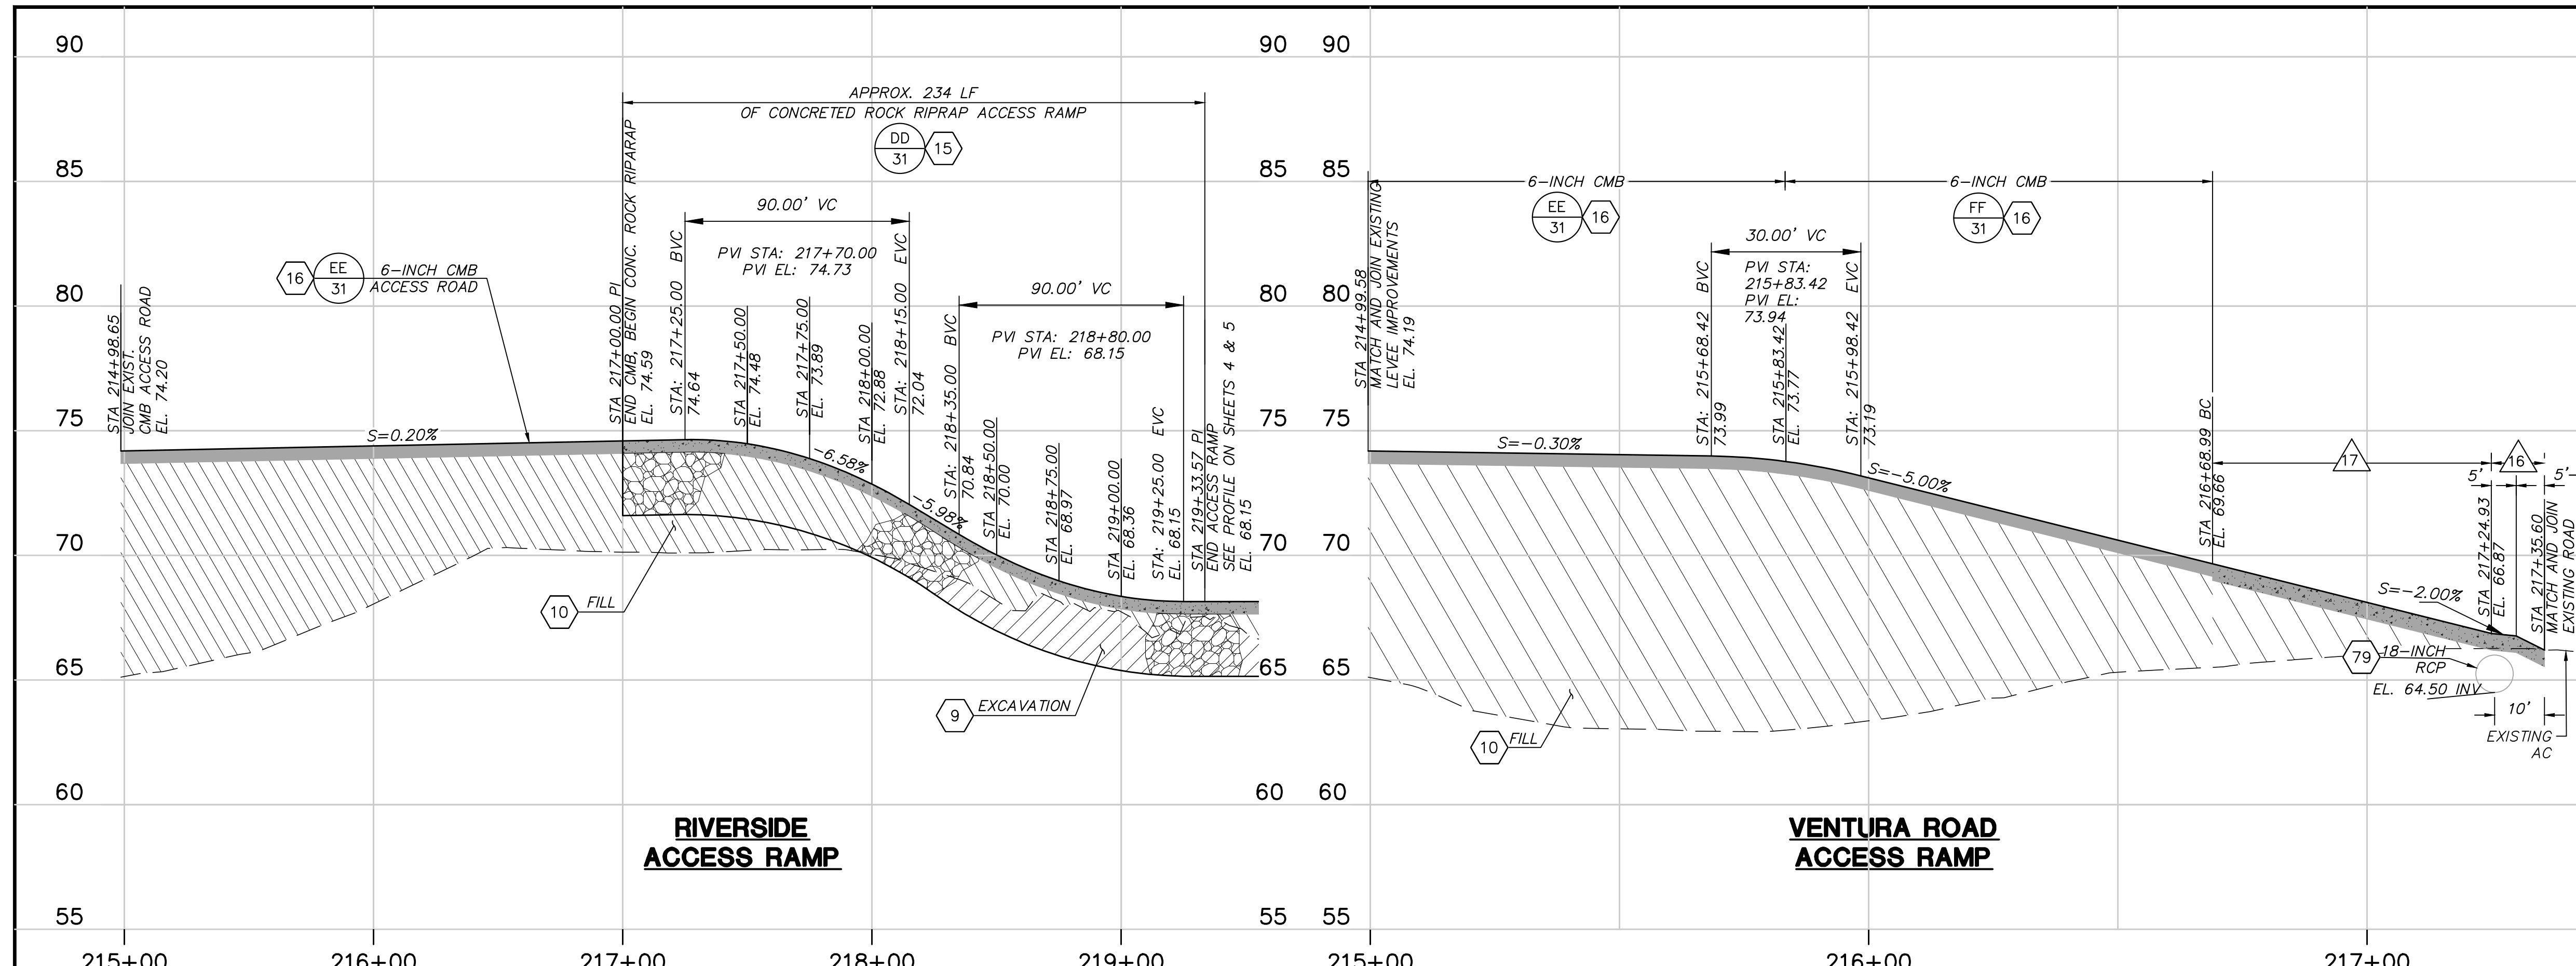 90
85
80
75
70
65
60
55
APPROX. 234 LF
OF CONCRETED ROCK RIPRAP ACCESS RAMP
DD
31
15
90.00' VC
PVI STA: 217+70.00
PVI EL: 74.73
90.00' VC
PVI STA: 218+80.00
PVI EL: 68.15
16
EE
31
6-INCH CMB
ACCESS ROAD
STA 214+98.65
JOIN EXIST.
CMB ACCESS ROAD
EL. 74.20
STA 217+00.00 PI
END CMB, BEGIN CONC. ROCK RIPARAP
EL. 74.59
STA: 217+25.00 BVC
74.64
STA 217+50.00
EL. 74.48
STA 217+75.00
EL. 73.89
STA 218+00.00
EL. 72.88
STA: 218+15.00 EVC
72.04
STA: 218+35.00 BVC
70.84
STA 218+50.00
EL. 70.00
STA 218+75.00
EL. 68.97
STA 219+00.00
EL. 68.36
STA: 219+25.00 EVC
EL. 68.15
STA 219+33.57 PI
END ACCESS RAMP
SEE PROFILE ON SHEETS 4 & 5
EL. 68.15
S=0.20%
-6.58%
-5.98%
10
FILL
9
EXCAVATION
RIVERSIDE
ACCESS RAMP
215+00
216+00
217+00
218+00
219+00
90
85
80
75
70
65
60
55
90
85
80
75
70
65
60
55
6-INCH CMB
EE
31
16
6-INCH CMB
FF
31
16
30.00' VC
PVI STA:
215+83.42
PVI EL:
73.94
STA 214+99.58
MATCH AND JOIN EXISTING
LEVEE IMPROVEMENTS
EL. 74.19
STA: 215+68.42 BVC
73.99
STA 215+83.42
EL. 73.77
STA: 215+98.42 EVC
73.19
STA 216+68.99 BC
EL. 69.66
17
16
5'
5'-
STA 217+24.93
EL. 66.87
STA 217+35.60
MATCH AND JOIN
EXISTING ROAD
S=-0.30%
S=-5.00%
S=-2.00%
79
18-INCH
RCP
EL. 64.50 INV
10'
EXISTING
AC
10
FILL
VENTURA ROAD
ACCESS RAMP
215+00
216+00
217+00